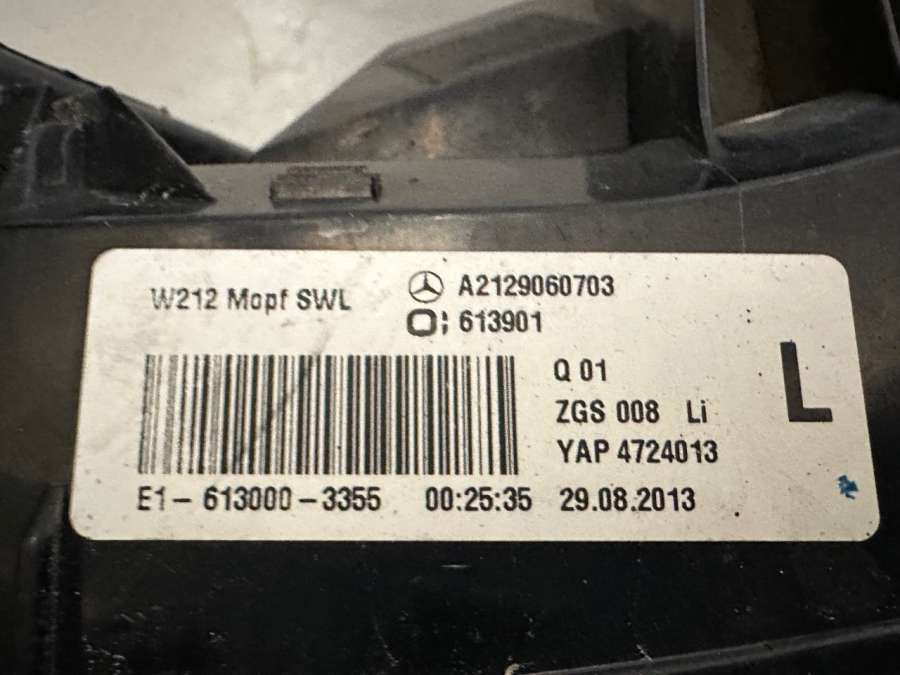 W212 Mopf SWL
A2129060703
613901
Q 01
L
ZGS 008 Li
YAP 4724013
E1-613000-3355 00:25:35 29.08.2013